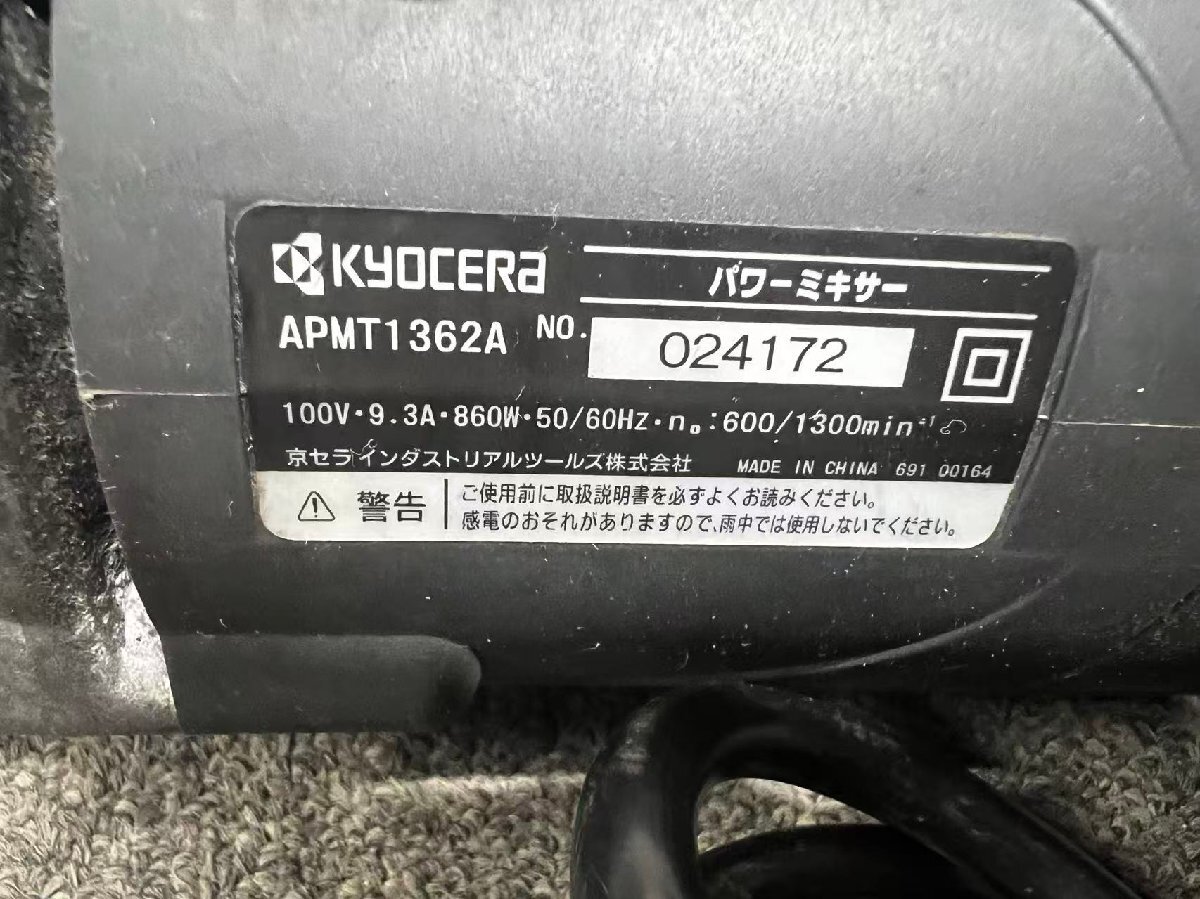 KYOCERA
パワーミキサー
APMT1362A NO. 024172
100V・9.3A・860W・50/60Hz・n₀:600/1300min⁻¹
京セラインダストリアルツールズ株式会社 MADE IN CHINA 691 00164
警告
ご使用前に取扱説明書を必ずよくお読みください。
感電のおそれがありますので、雨中では使用しないでください。